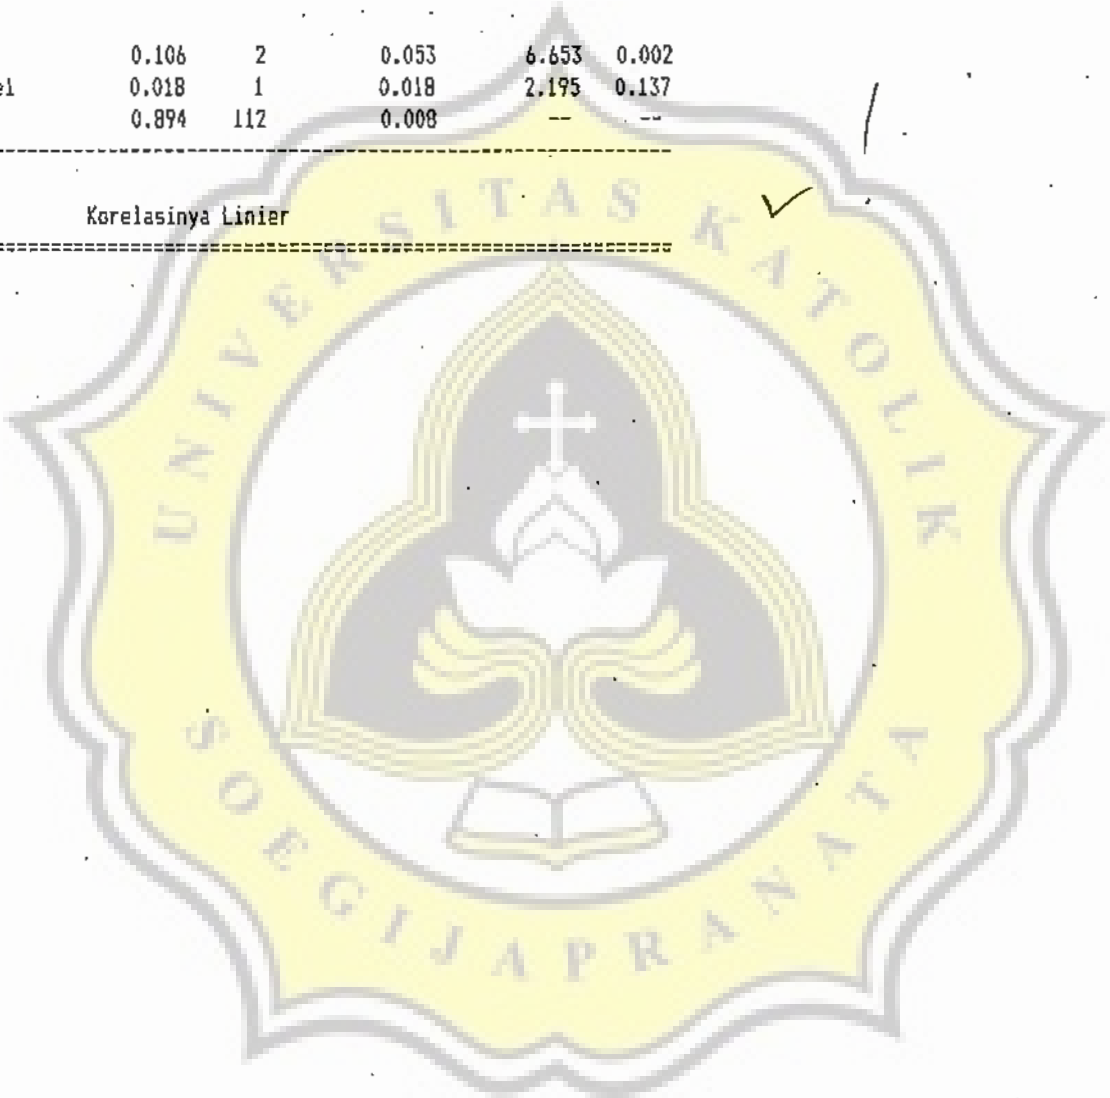 0.106 2 0.053 6.653 0.002
el 0.018 1 0.018 2.195 0.137
0.894 112 0.008 -- --
Korelasinya Linier
UNIVERSITAS KATOLIK
SOEGIJAPRANATA